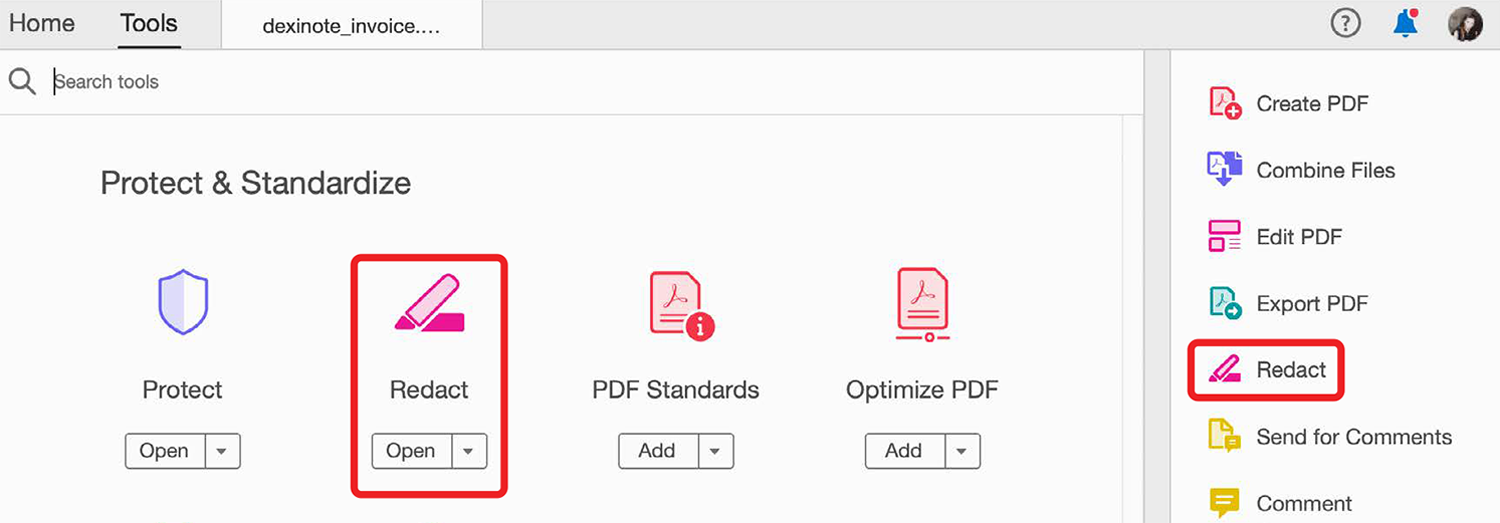 Home Tools dexinote_invoice....
Search tools
Protect & Standardize
Protect Redact PDF Standards Optimize PDF
Open Open Add Add
Create PDF
Combine Files
Edit PDF
Export PDF
Redact
Send for Comments
Comment